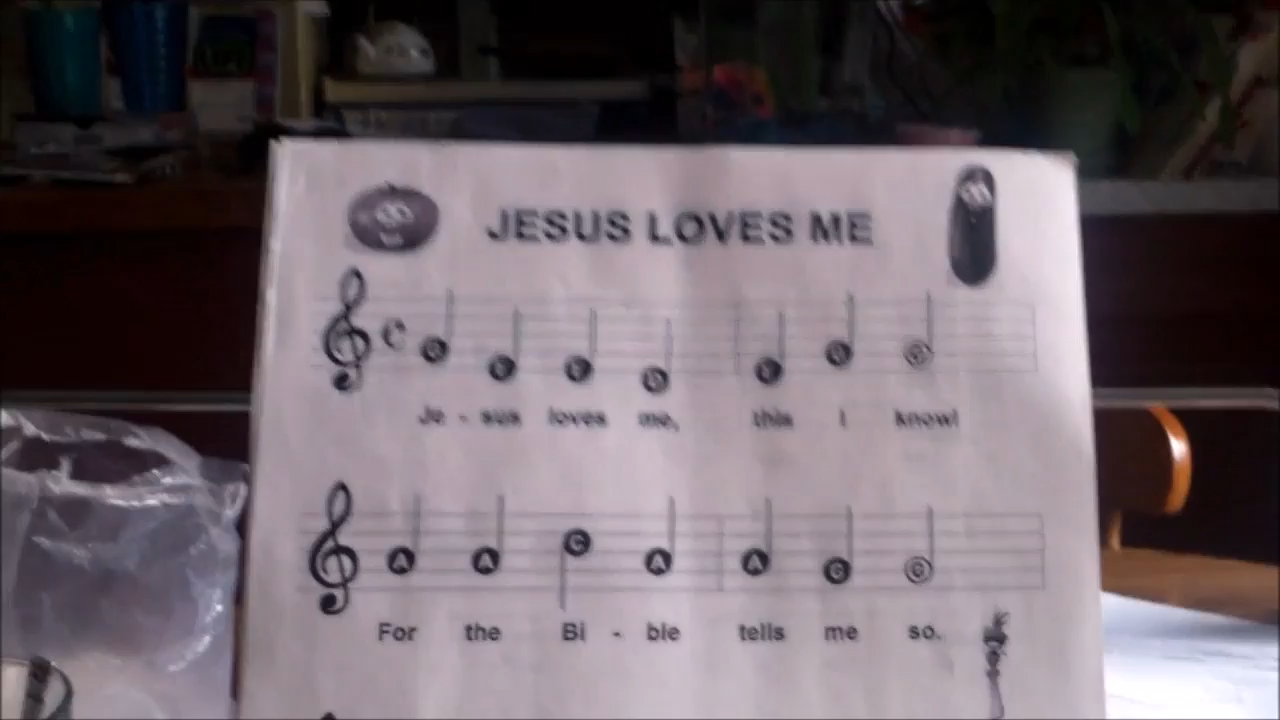 JESUS LOVES ME
C G E E D E G G
Je - sus loves me, this I know!
A A C A A G G
For the Bi - ble tells me so.